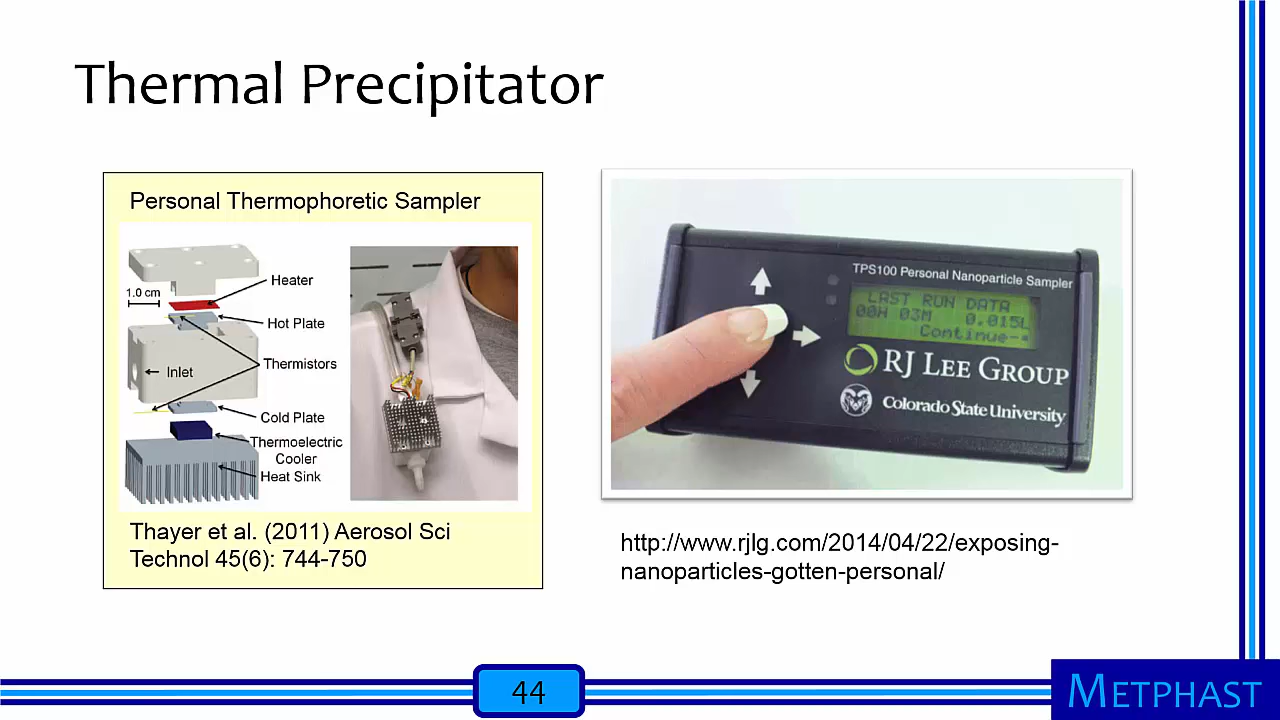 Thermal Precipitator
Personal Thermophoretic Sampler
Heater
1.0 cm
Hot Plate
Thermistors
Inlet
Cold Plate
Thermoelectric
Cooler
Heat Sink
Thayer et al. (2011) Aerosol Sci
Technol 45(6): 744-750
TPS100 Personal Nanoparticle Sampler
LAST RUN DATA
00H 03M 0.015L
Continue→
RJ LEE GROUP
Colorado State University
http://www.rjlg.com/2014/04/22/exposing-
nanoparticles-gotten-personal/
44
METPHAST